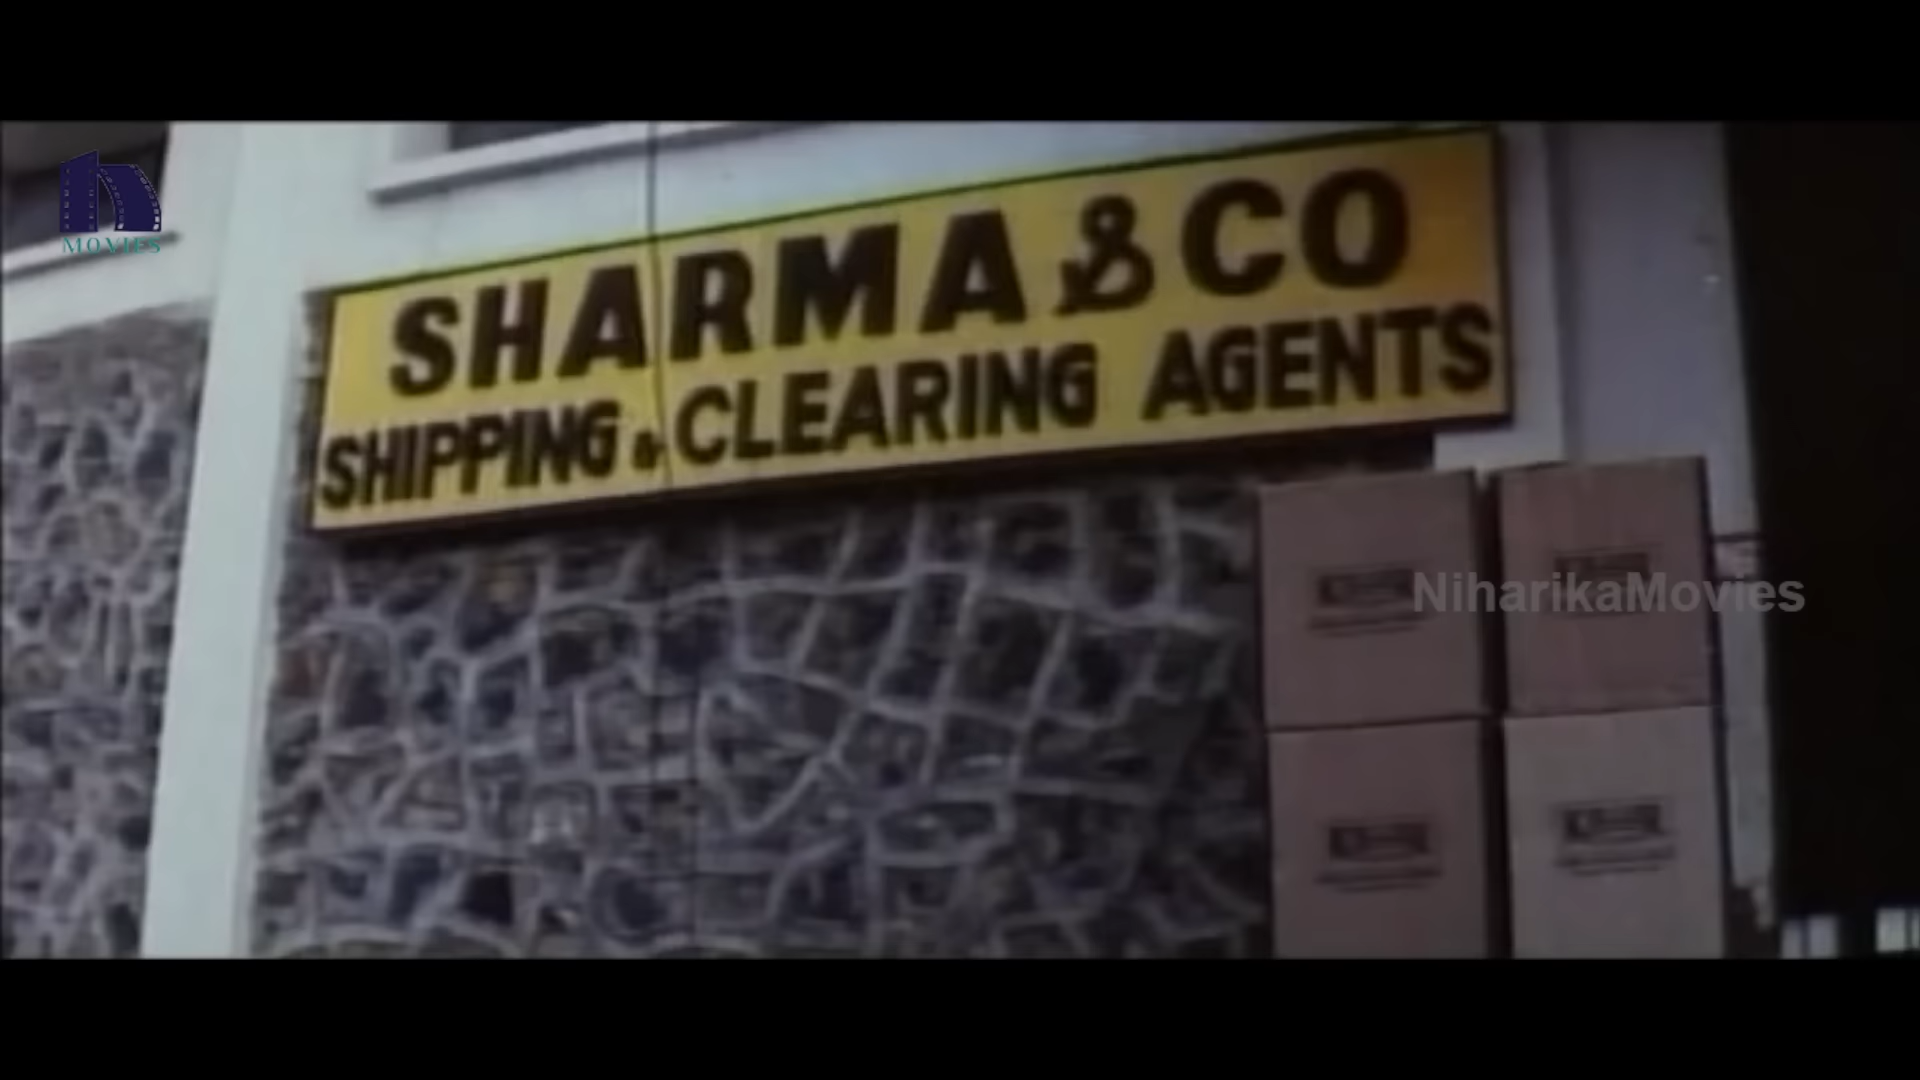 MOVIES
SHARMA & CO
SHIPPING & CLEARING AGENTS
NiharikaMovies